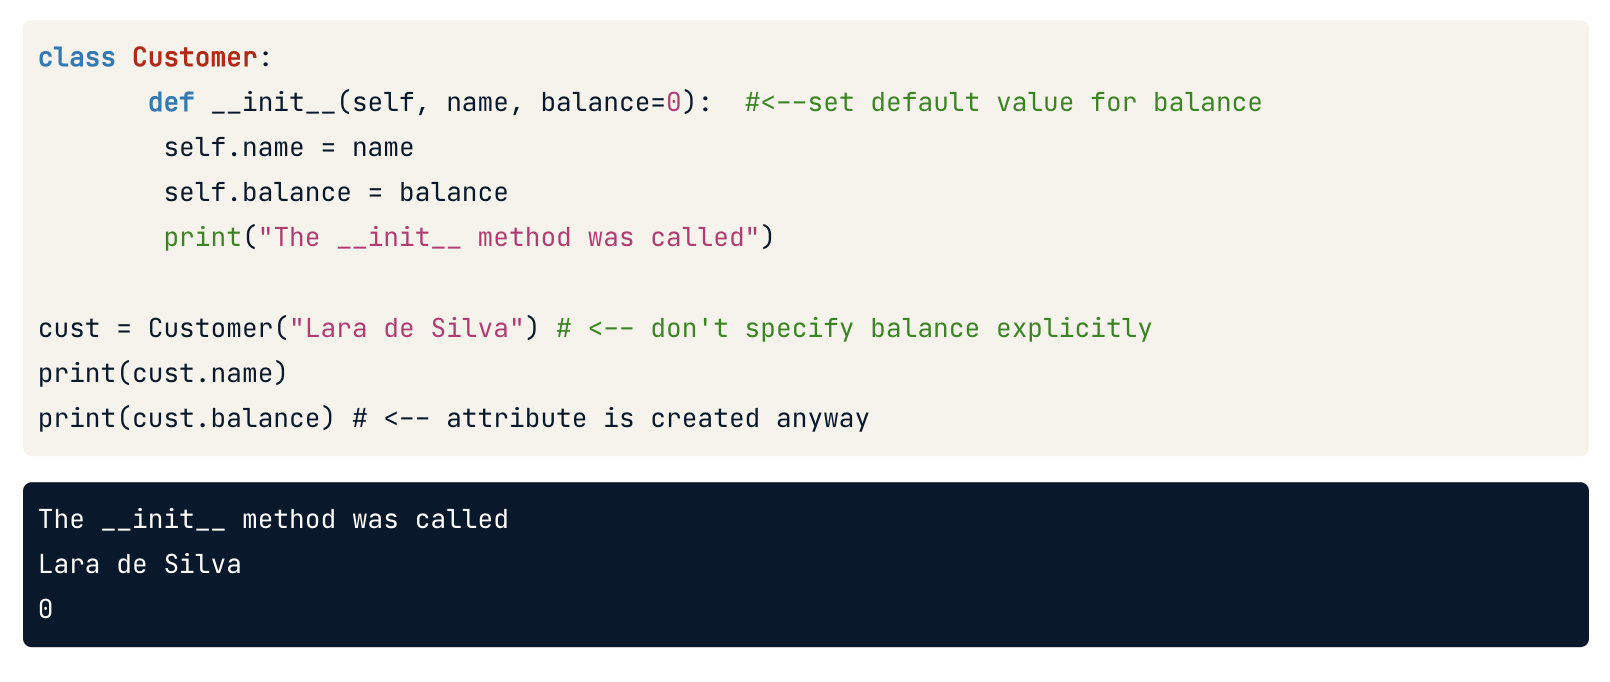 class Customer:
       def __init__(self, name, balance=0):  #<--set default value for balance
        self.name = name
        self.balance = balance
        print("The __init__ method was called")

cust = Customer("Lara de Silva") # <-- don't specify balance explicitly
print(cust.name)
print(cust.balance) # <-- attribute is created anyway
The __init__ method was called
Lara de Silva
0